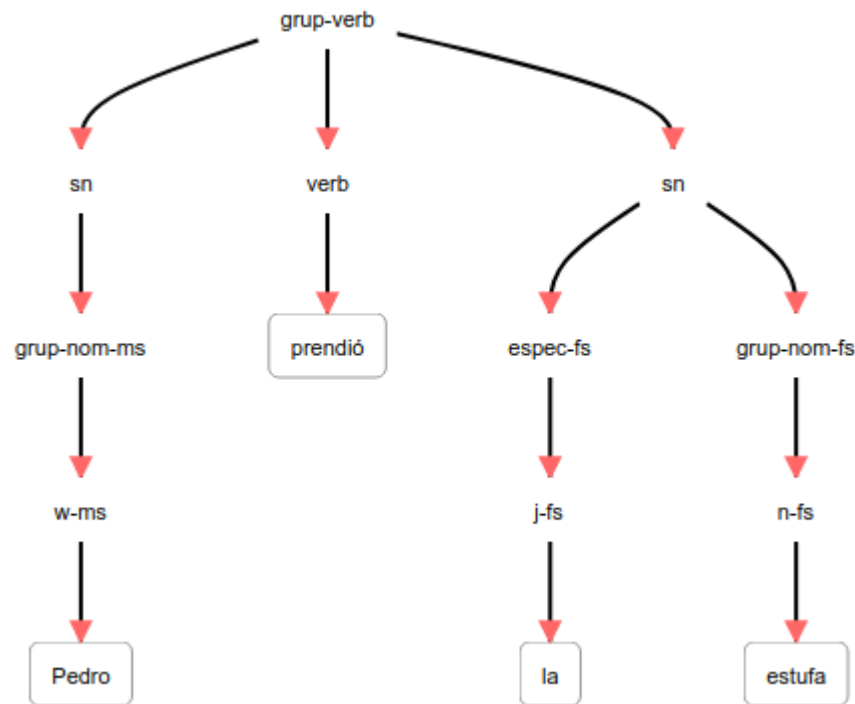 grup-verb
sn verb sn
grup-nom-ms prendió espec-fs grup-nom-fs
w-ms j-fs n-fs
Pedro la estufa